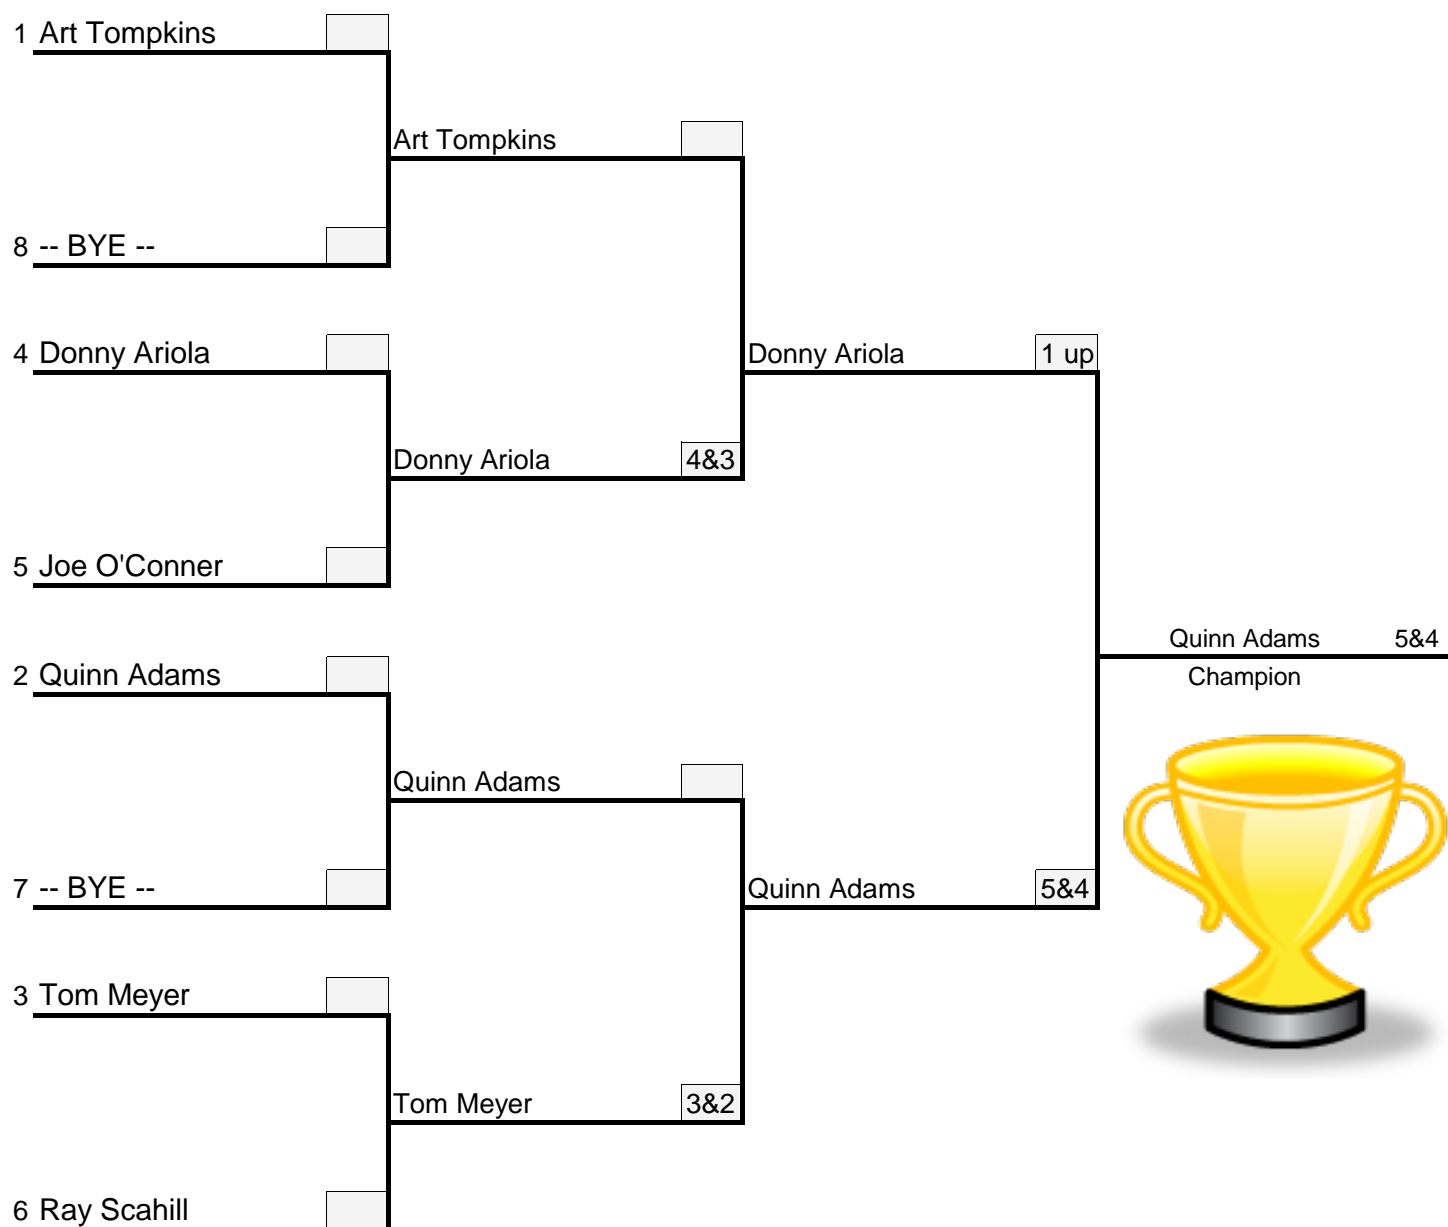 1 Art Tompkins
Art Tompkins
8 -- BYE --
4 Donny Ariola
Donny Ariola 1 up
Donny Ariola 4&3
5 Joe O'Conner
Quinn Adams 5&4
Champion
2 Quinn Adams
Quinn Adams
7 -- BYE --
Quinn Adams 5&4
3 Tom Meyer
Tom Meyer 3&2
6 Ray Scahill